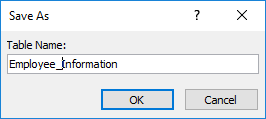 Save As
?
Table Name:
Employee_Information
OK
Cancel